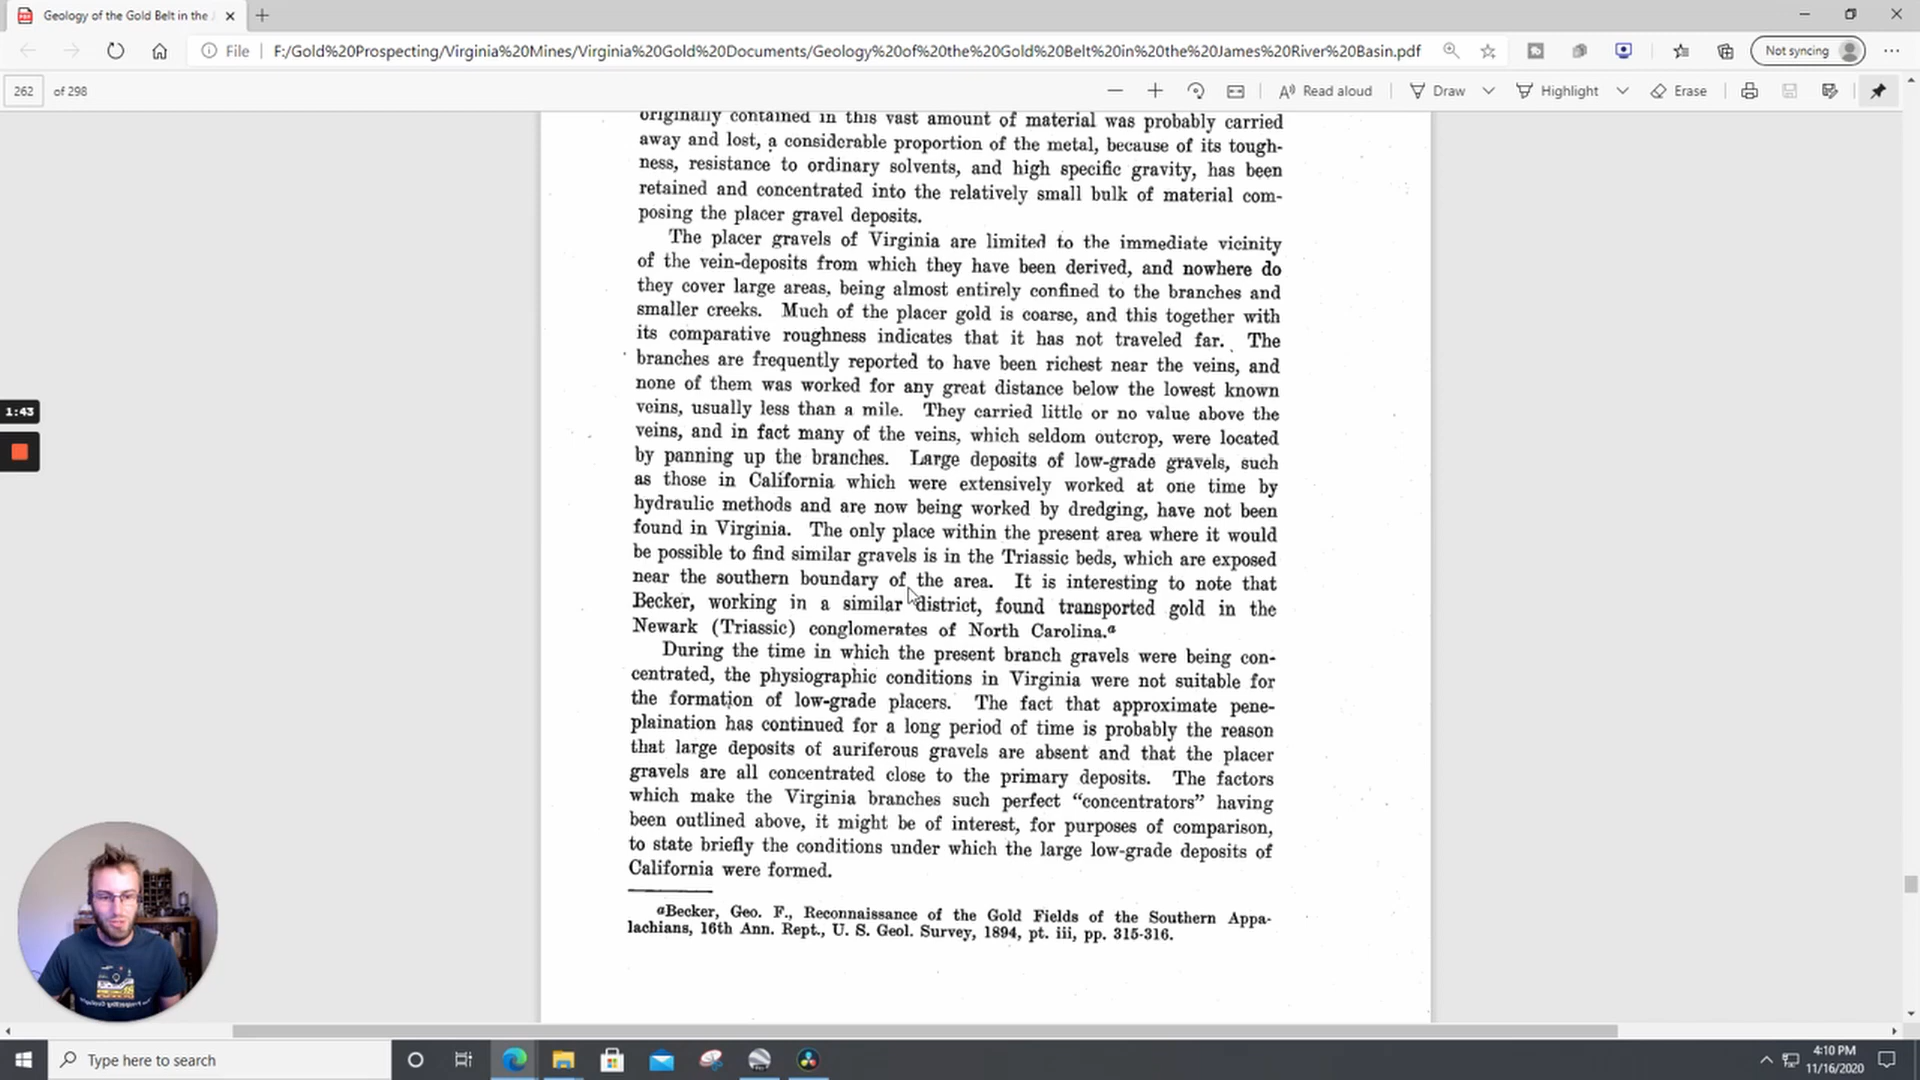 Geology of the Gold Belt in the J
File
F:/Gold%20Prospecting/Virginia%20Mines/Virginia%20Gold%20Documents/Geology%20of%20the%20Gold%20Belt%20in%20the%20James%20River%20Basin.pdf
Not syncing
262 of 298
Read aloud
Draw
Highlight
Erase
originally contained in this vast amount of material was probably carried
away and lost, a considerable proportion of the metal, because of its tough-
ness, resistance to ordinary solvents, and high specific gravity, has been
retained and concentrated into the relatively small bulk of material com-
posing the placer gravel deposits.
The placer gravels of Virginia are limited to the immediate vicinity
of the vein-deposits from which they have been derived, and nowhere do
they cover large areas, being almost entirely confined to the branches and
smaller creeks. Much of the placer gold is coarse, and this together with
its comparative roughness indicates that it has not traveled far. The
branches are frequently reported to have been richest near the veins, and
none of them was worked for any great distance below the lowest known
veins, usually less than a mile. They carried little or no value above the
veins, and in fact many of the veins, which seldom outcrop, were located
by panning up the branches. Large deposits of low-grade gravels, such
as those in California which were extensively worked at one time by
hydraulic methods and are now being worked by dredging, have not been
found in Virginia. The only place within the present area where it would
be possible to find similar gravels is in the Triassic beds, which are exposed
near the southern boundary of the area. It is interesting to note that
Becker, working in a similar district, found transported gold in the
Newark (Triassic) conglomerates of North Carolina.a
During the time in which the present branch gravels were being con-
centrated, the physiographic conditions in Virginia were not suitable for
the formation of low-grade placers. The fact that approximate pene-
plaination has continued for a long period of time is probably the reason
that large deposits of auriferous gravels are absent and that the placer
gravels are all concentrated close to the primary deposits. The factors
which make the Virginia branches such perfect "concentrators" having
been outlined above, it might be of interest, for purposes of comparison,
to state briefly the conditions under which the large low-grade deposits of
California were formed.
aBecker, Geo. F., Reconnaissance of the Gold Fields of the Southern Appa-
lachians, 16th Ann. Rept., U. S. Geol. Survey, 1894, pt. iii, pp. 315-316.
1:43
Type here to search
4:10 PM
11/16/2020